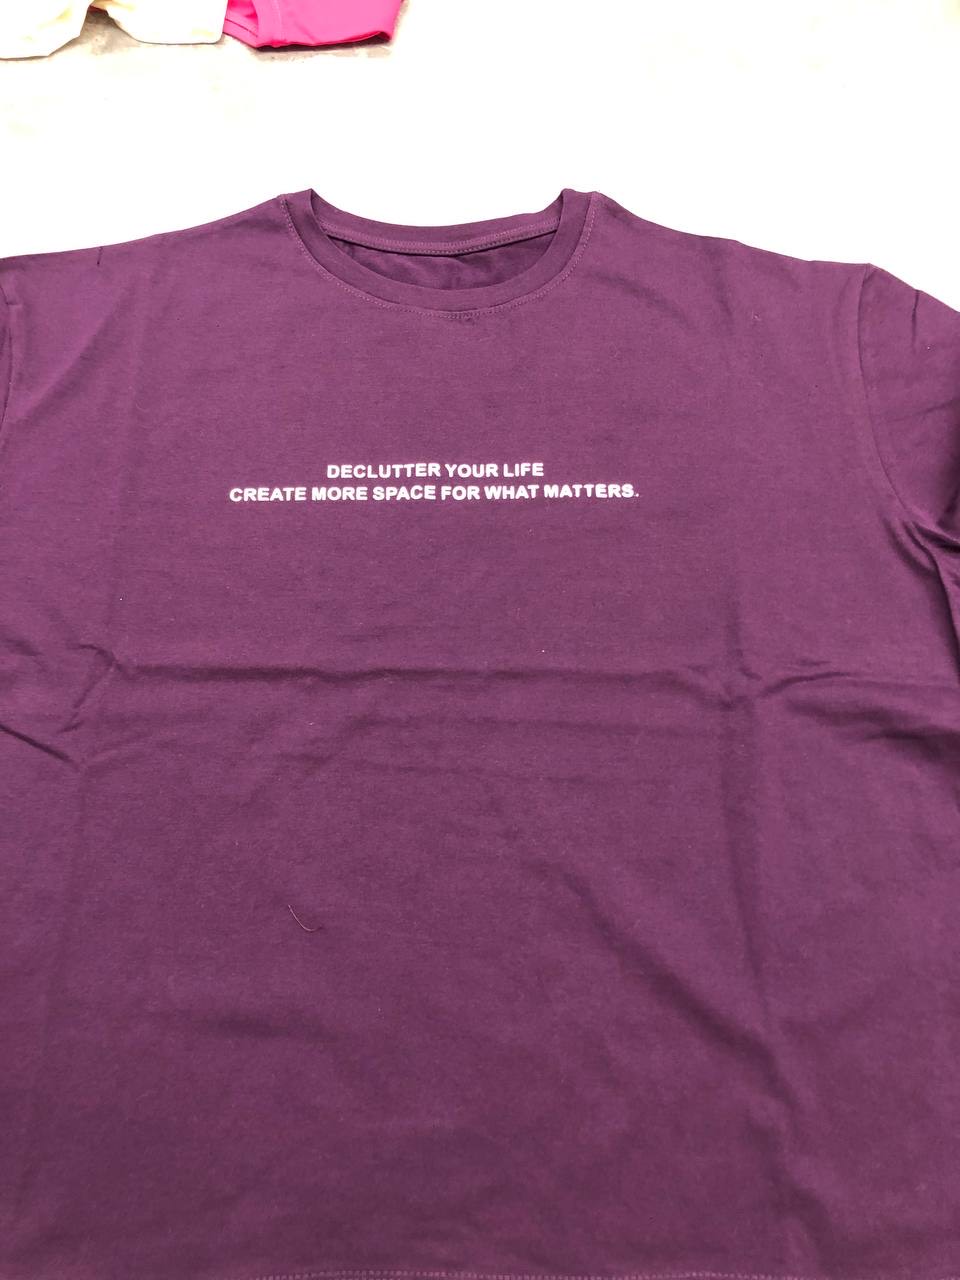 DECLUTTER YOUR LIFE
CREATE MORE SPACE FOR WHAT MATTERS.